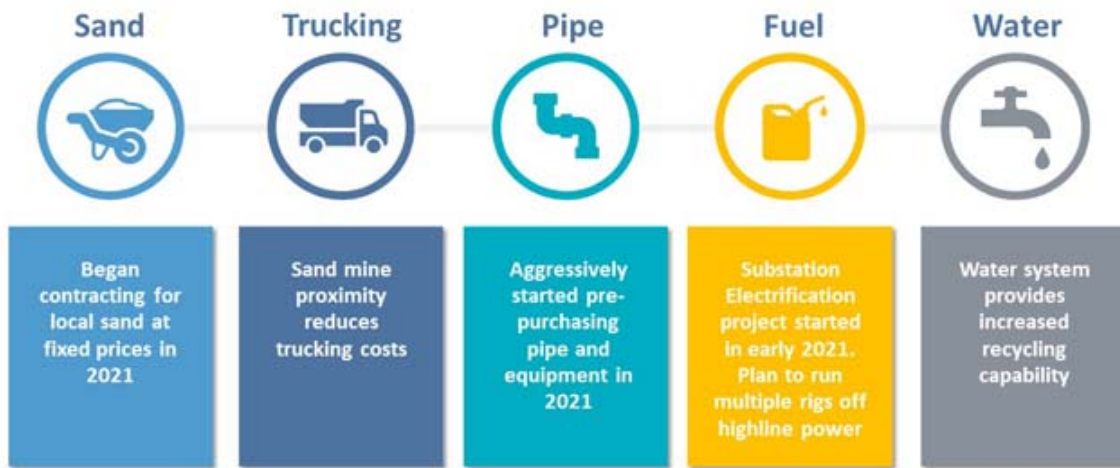 Sand
Trucking
Pipe
Fuel
Water
Began
contracting for
local sand at
fixed prices in
2021
Sand mine
proximity
reduces
trucking costs
Aggressively
started pre-
purchasing
pipe and
equipment in
2021
Substation
Electrification
project started
in early 2021.
Plan to run
multiple rigs off
highline power
Water system
provides
increased
recycling
capability